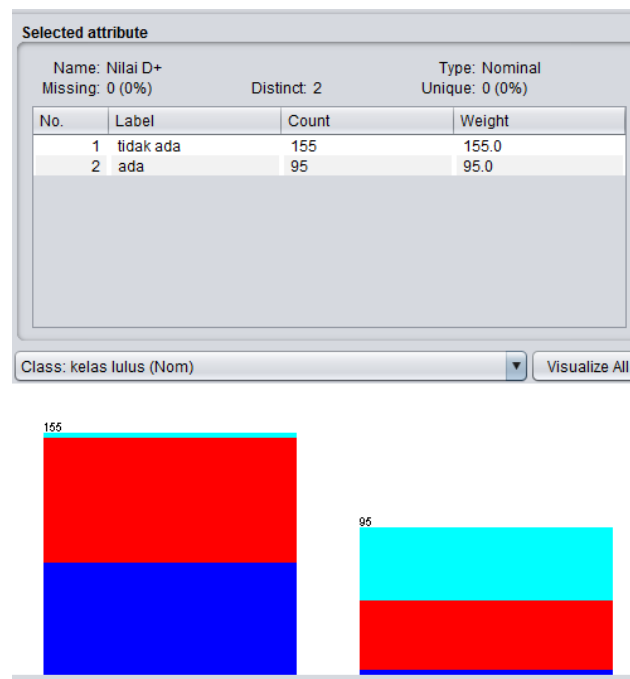 Selected attribute
Name: Nilai D+ Type: Nominal
Missing: 0 (0%) Distinct: 2 Unique: 0 (0%)
No. Label Count Weight
1 tidak ada 155 155.0
2 ada 95 95.0
Class: kelas lulus (Nom) Visualize All
155
95